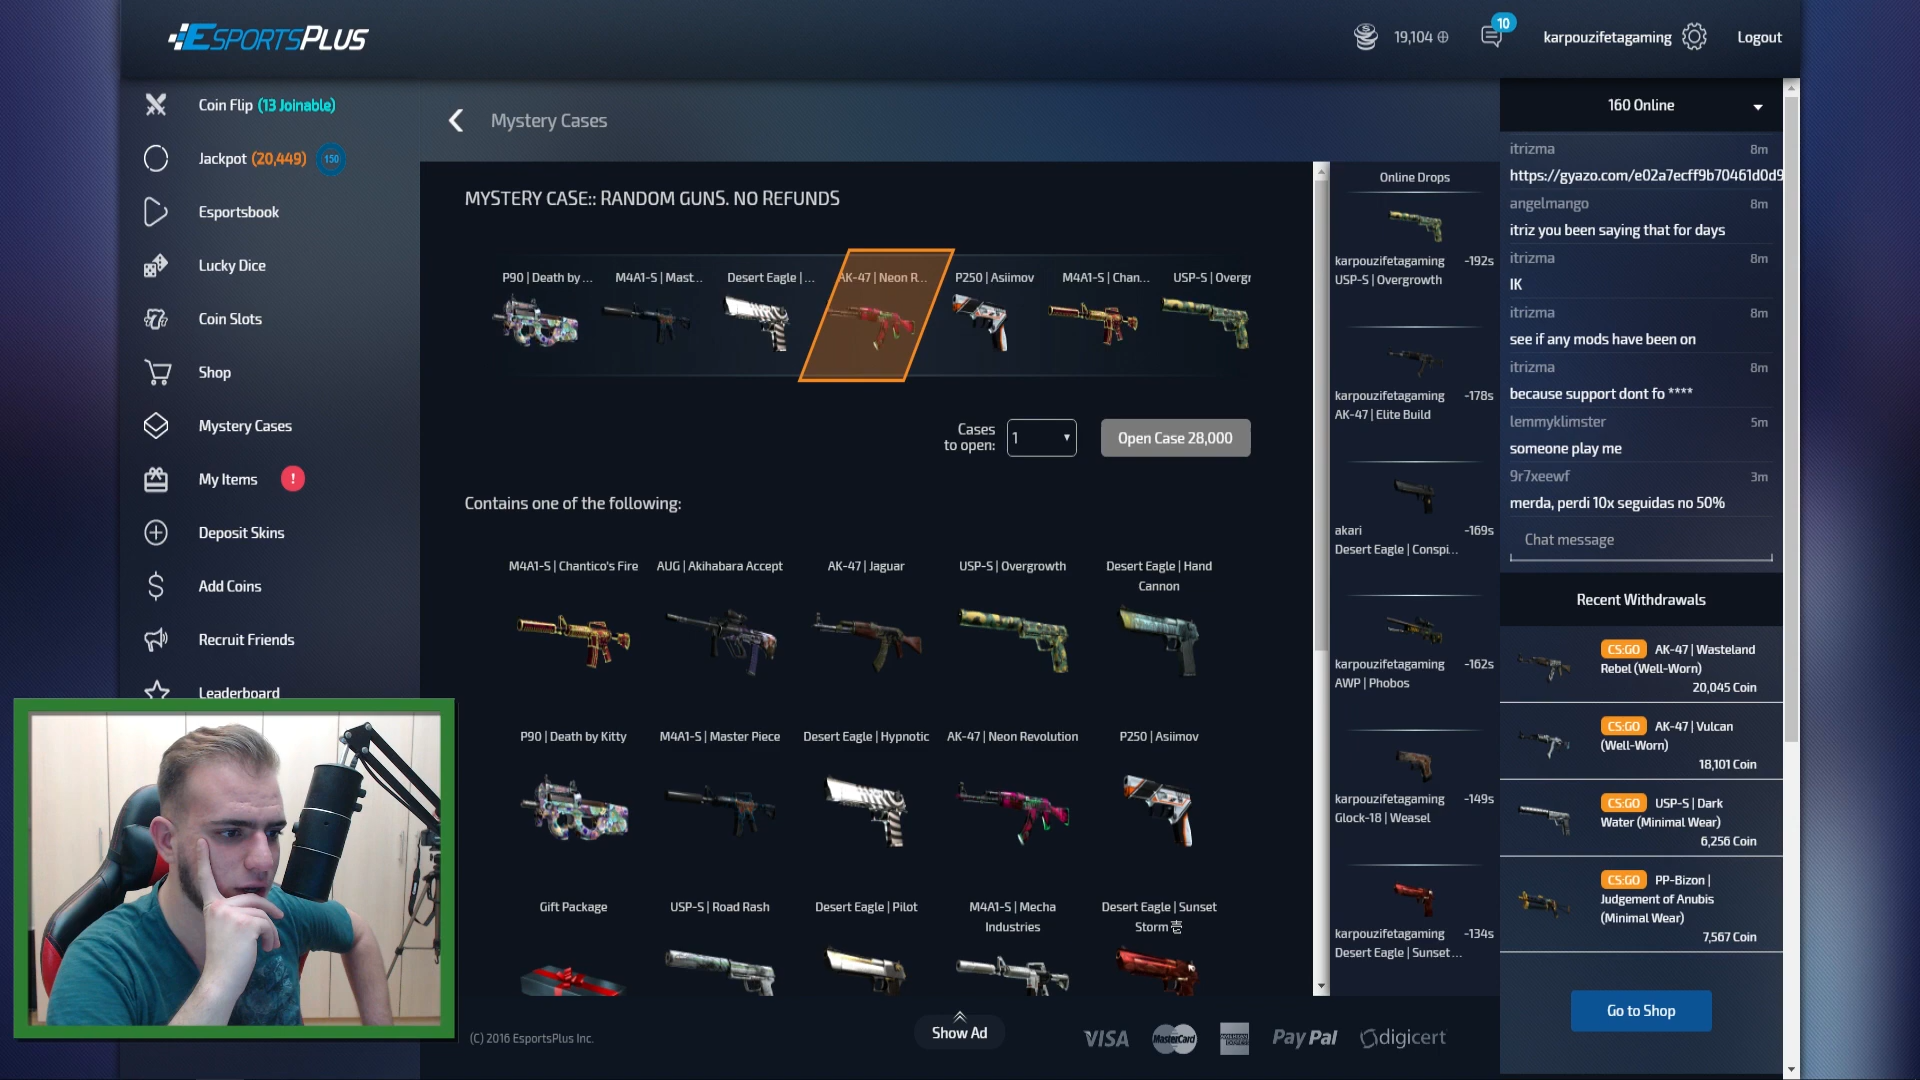 ESPORTSPLUS
19,104
10
karpouzifetagaming
Logout
Coin Flip (13 Joinable)
Jackpot (20,449)
150
Esportsbook
Lucky Dice
Coin Slots
Shop
Mystery Cases
My Items
!
Deposit Skins
Add Coins
Recruit Friends
Leaderboard
Mystery Cases
MYSTERY CASE:: RANDOM GUNS. NO REFUNDS
P90 | Death by ...
M4A1-S | Mast...
Desert Eagle | ...
AK-47 | Neon R...
P250 | Asiimov
M4A1-S | Chan...
USP-S | Overgr
Cases
to open:
1
Open Case 28,000
Contains one of the following:
M4A1-S | Chantico's Fire
AUG | Akihabara Accept
AK-47 | Jaguar
USP-S | Overgrowth
Desert Eagle | Hand
Cannon
P90 | Death by Kitty
M4A1-S | Master Piece
Desert Eagle | Hypnotic
AK-47 | Neon Revolution
P250 | Asiimov
Gift Package
USP-S | Road Rash
Desert Eagle | Pilot
M4A1-S | Mecha
Industries
Desert Eagle | Sunset
Storm 壱
(C) 2016 EsportsPlus Inc.
Show Ad
VISA
MasterCard
PayPal
digicert
Online Drops
karpouzifetagaming -192s
USP-S | Overgrowth
karpouzifetagaming -178s
AK-47 | Elite Build
akari -169s
Desert Eagle | Conspi...
karpouzifetagaming -162s
AWP | Phobos
karpouzifetagaming -149s
Glock-18 | Weasel
karpouzifetagaming -134s
Desert Eagle | Sunset...
160 Online
itrizma 8m
https://gyazo.com/e02a7ecff9b70461d0d9
angelmango 8m
itriz you been saying that for days
itrizma 8m
IK
itrizma 8m
see if any mods have been on
itrizma 8m
because support dont fo ****
lemmyklimster 5m
someone play me
9r7xeewf 3m
merda, perdi 10x seguidas no 50%
Chat message
Recent Withdrawals
CS:GO AK-47 | Wasteland
Rebel (Well-Worn)
20,045 Coin
CS:GO AK-47 | Vulcan
(Well-Worn)
18,101 Coin
CS:GO USP-S | Dark
Water (Minimal Wear)
6,256 Coin
CS:GO PP-Bizon |
Judgement of Anubis
(Minimal Wear)
7,567 Coin
Go to Shop